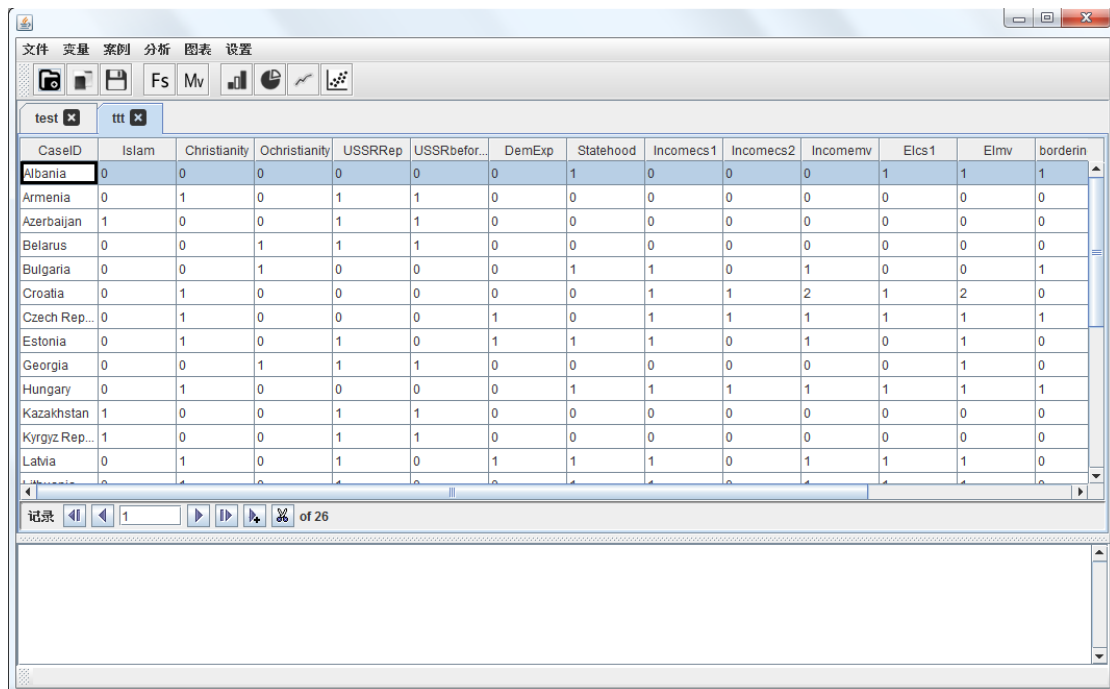 文件 变量 案例 分析 图表 设置
Fs Mv
test ttt
CaseID Islam Christianity Ochristianity USSRRep USSRbefor... DemExp Statehood Incomecs1 Incomecs2 Incomemv Elcs1 Elmv borderin
Albania 0 0 0 0 0 0 1 0 0 0 1 1 1
Armenia 0 1 0 1 1 0 0 0 0 0 0 0 0
Azerbaijan 1 0 0 1 1 0 0 0 0 0 0 0 0
Belarus 0 0 1 1 1 0 0 0 0 0 0 0 0
Bulgaria 0 0 1 0 0 0 1 1 0 1 0 0 1
Croatia 0 1 0 0 0 0 0 1 1 2 1 2 0
Czech Rep... 0 1 0 0 0 1 0 1 1 1 1 1 1
Estonia 0 1 0 1 0 1 1 1 0 1 0 1 0
Georgia 0 0 1 1 1 0 0 0 0 0 0 1 0
Hungary 0 1 0 0 0 0 1 1 1 1 1 1 1
Kazakhstan 1 0 0 1 1 0 0 0 0 0 0 0 0
Kyrgyz Rep... 1 0 0 1 1 0 0 0 0 0 0 0 0
Latvia 0 1 0 1 0 1 1 1 0 1 1 1 0
记录 1 of 26